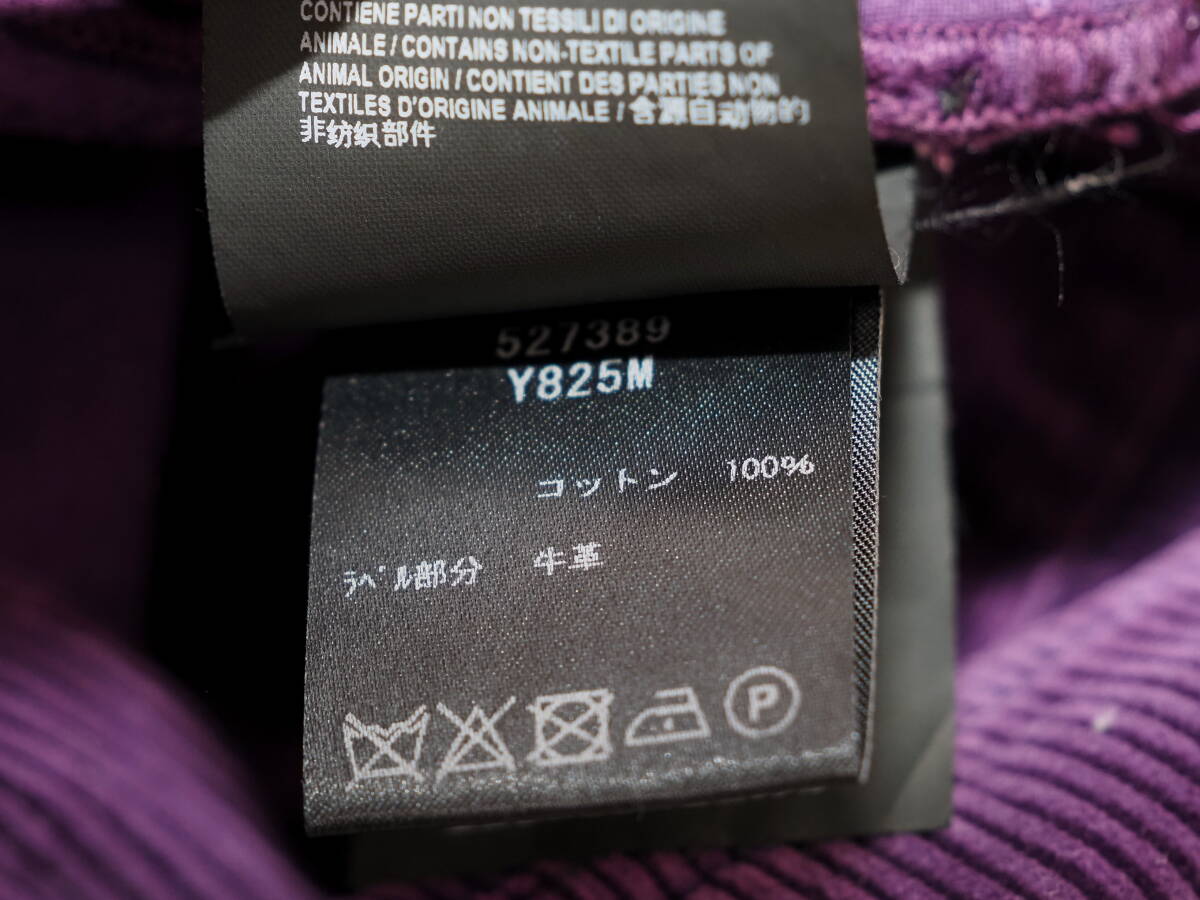 CONTIENE PARTI NON TESSILI DI ORIGINE
ANIMALE / CONTAINS NON-TEXTILE PARTS OF
ANIMAL ORIGIN / CONTIENT DES PARTIES NON
TEXTILES D'ORIGINE ANIMALE / 含源自动物的
非纺织部件
527389
Y825M
コットン 100%
ﾗﾍﾞﾙ部分 牛革
P